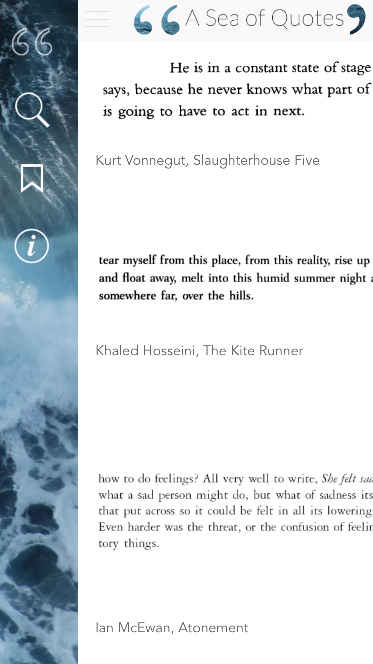 A Sea of Quotes
He is in a constant state of stage
says, because he never knows what part of
is going to have to act in next.
Kurt Vonnegut, Slaughterhouse Five
tear myself from this place, from this reality, rise up
and float away, melt into this humid summer night
somewhere far, over the hills.
Khaled Hosseini, The Kite Runner
how to do feelings? All very well to write, She felt
what a sad person might do, but what of sadness
that put across so it could be felt in all its lowering
Even harder was the threat, or the confusion of
tory things.
Ian McEwan, Atonement